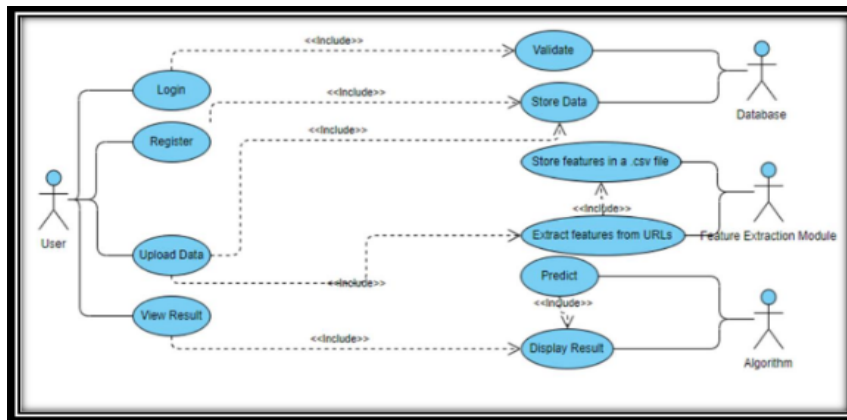 <<Include>>
Validate
Login
<<Include>>
Store Data
Database
Register
<<Include>>
Store features in a .csv file
<<Include>>
User
Upload Data
Extract features from URLs
Feature Extraction Module
Predict
<<Include>>
<<Include>>
View Result
<<Include>>
Display Result
Algorithm